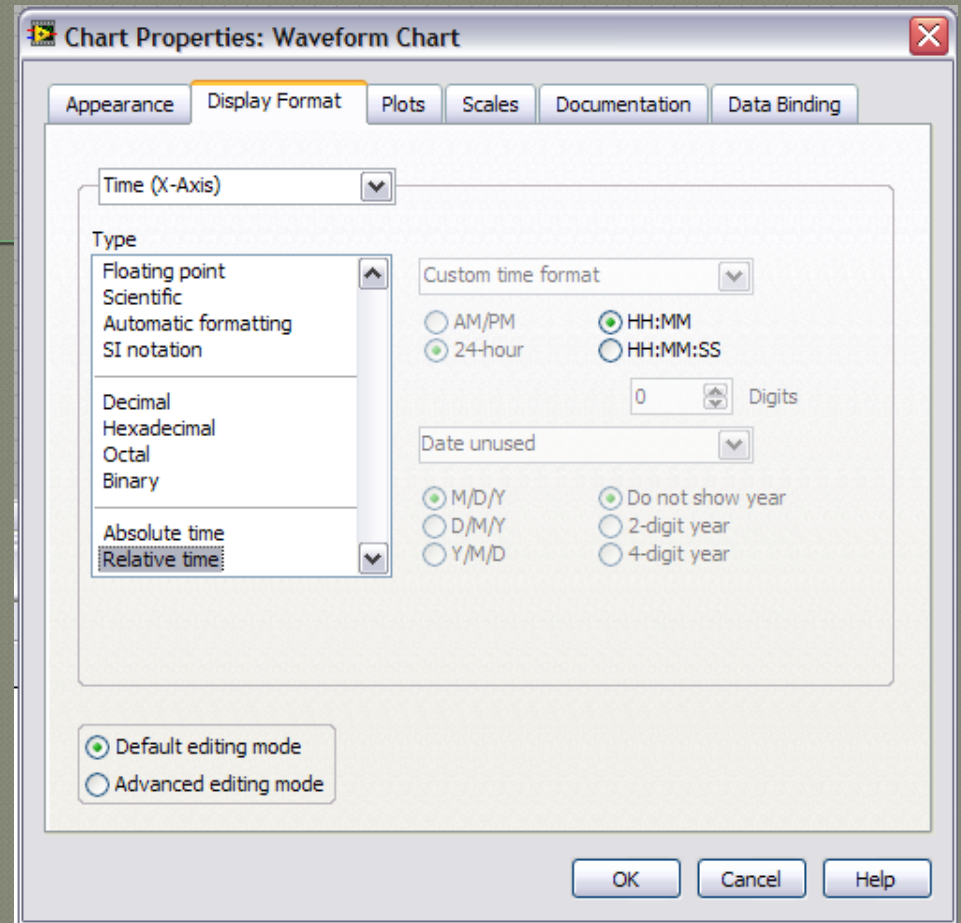 Chart Properties: Waveform Chart
Appearance Display Format Plots Scales Documentation Data Binding
Time (X-Axis)
Type
Floating point
Scientific
Automatic formatting
SI notation
Decimal
Hexadecimal
Octal
Binary
Absolute time
Relative time
Custom time format
AM/PM HH:MM
24-hour HH:MM:SS
0 Digits
Date unused
M/D/Y Do not show year
D/M/Y 2-digit year
Y/M/D 4-digit year
Default editing mode
Advanced editing mode
OK Cancel Help